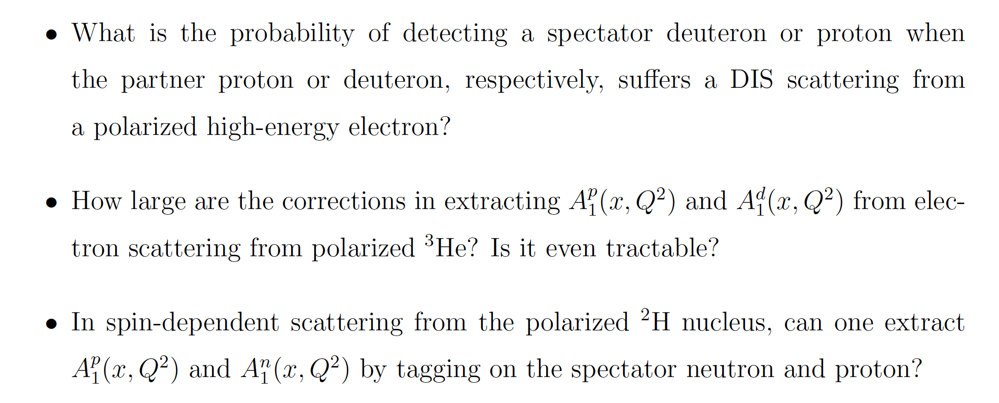 • What is the probability of detecting a spectator deuteron or proton when
the partner proton or deuteron, respectively, suffers a DIS scattering from
a polarized high-energy electron?
• How large are the corrections in extracting $A_1^p(x, Q^2)$ and $A_1^d(x, Q^2)$ from elec-
tron scattering from polarized $^3$He? Is it even tractable?
• In spin-dependent scattering from the polarized $^2$H nucleus, can one extract
$A_1^p(x, Q^2)$ and $A_1^n(x, Q^2)$ by tagging on the spectator neutron and proton?